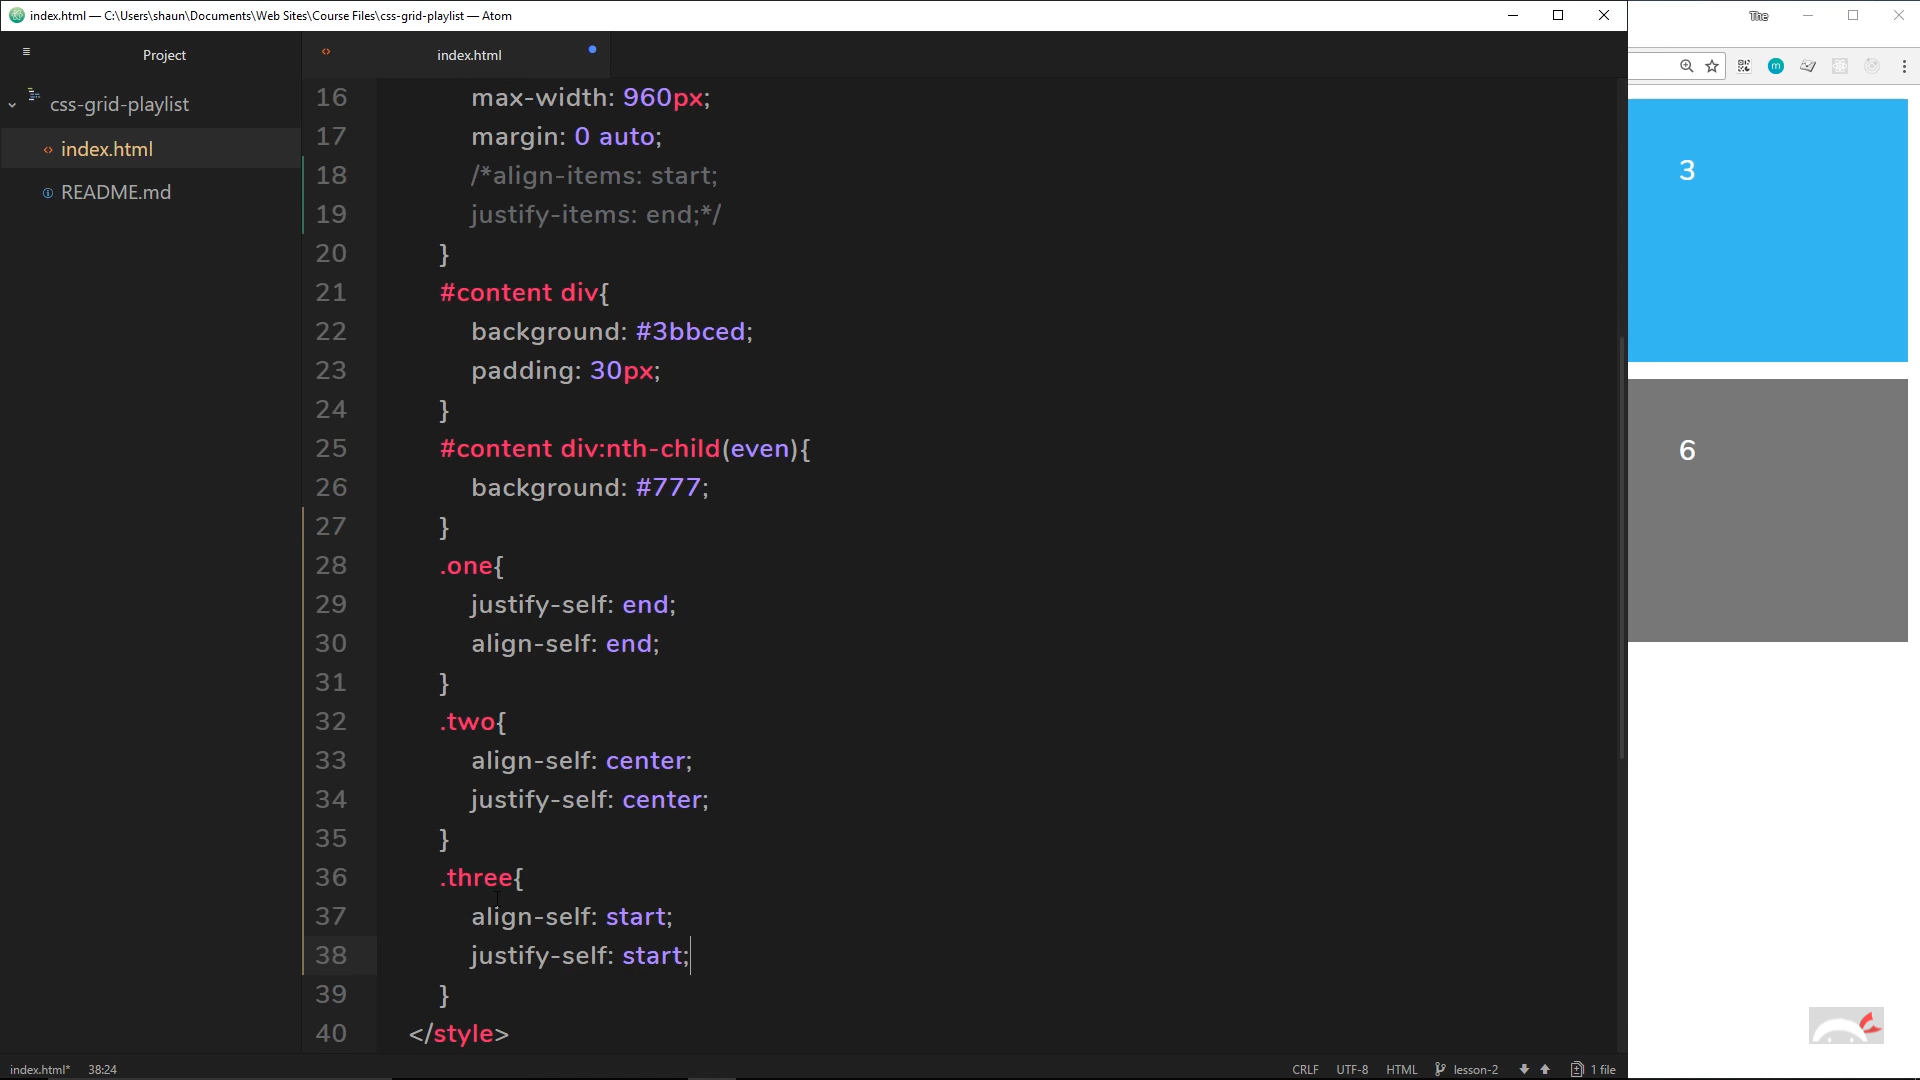 index.html — C:\Users\shaun\Documents\Web Sites\Course Files\css-grid-playlist — Atom
The
Project
index.html
css-grid-playlist
index.html
README.md
16 max-width: 960px;
17 margin: 0 auto;
18 /*align-items: start;
19 justify-items: end;*/
20 }
21 #content div{
22 background: #3bbced;
23 padding: 30px;
24 }
25 #content div:nth-child(even){
26 background: #777;
27 }
28 .one{
29 justify-self: end;
30 align-self: end;
31 }
32 .two{
33 align-self: center;
34 justify-self: center;
35 }
36 .three{
37 align-self: start;
38 justify-self: start;
39 }
40 </style>
m
3
6
index.html* 38:24
CRLF UTF-8 HTML lesson-2 1 file